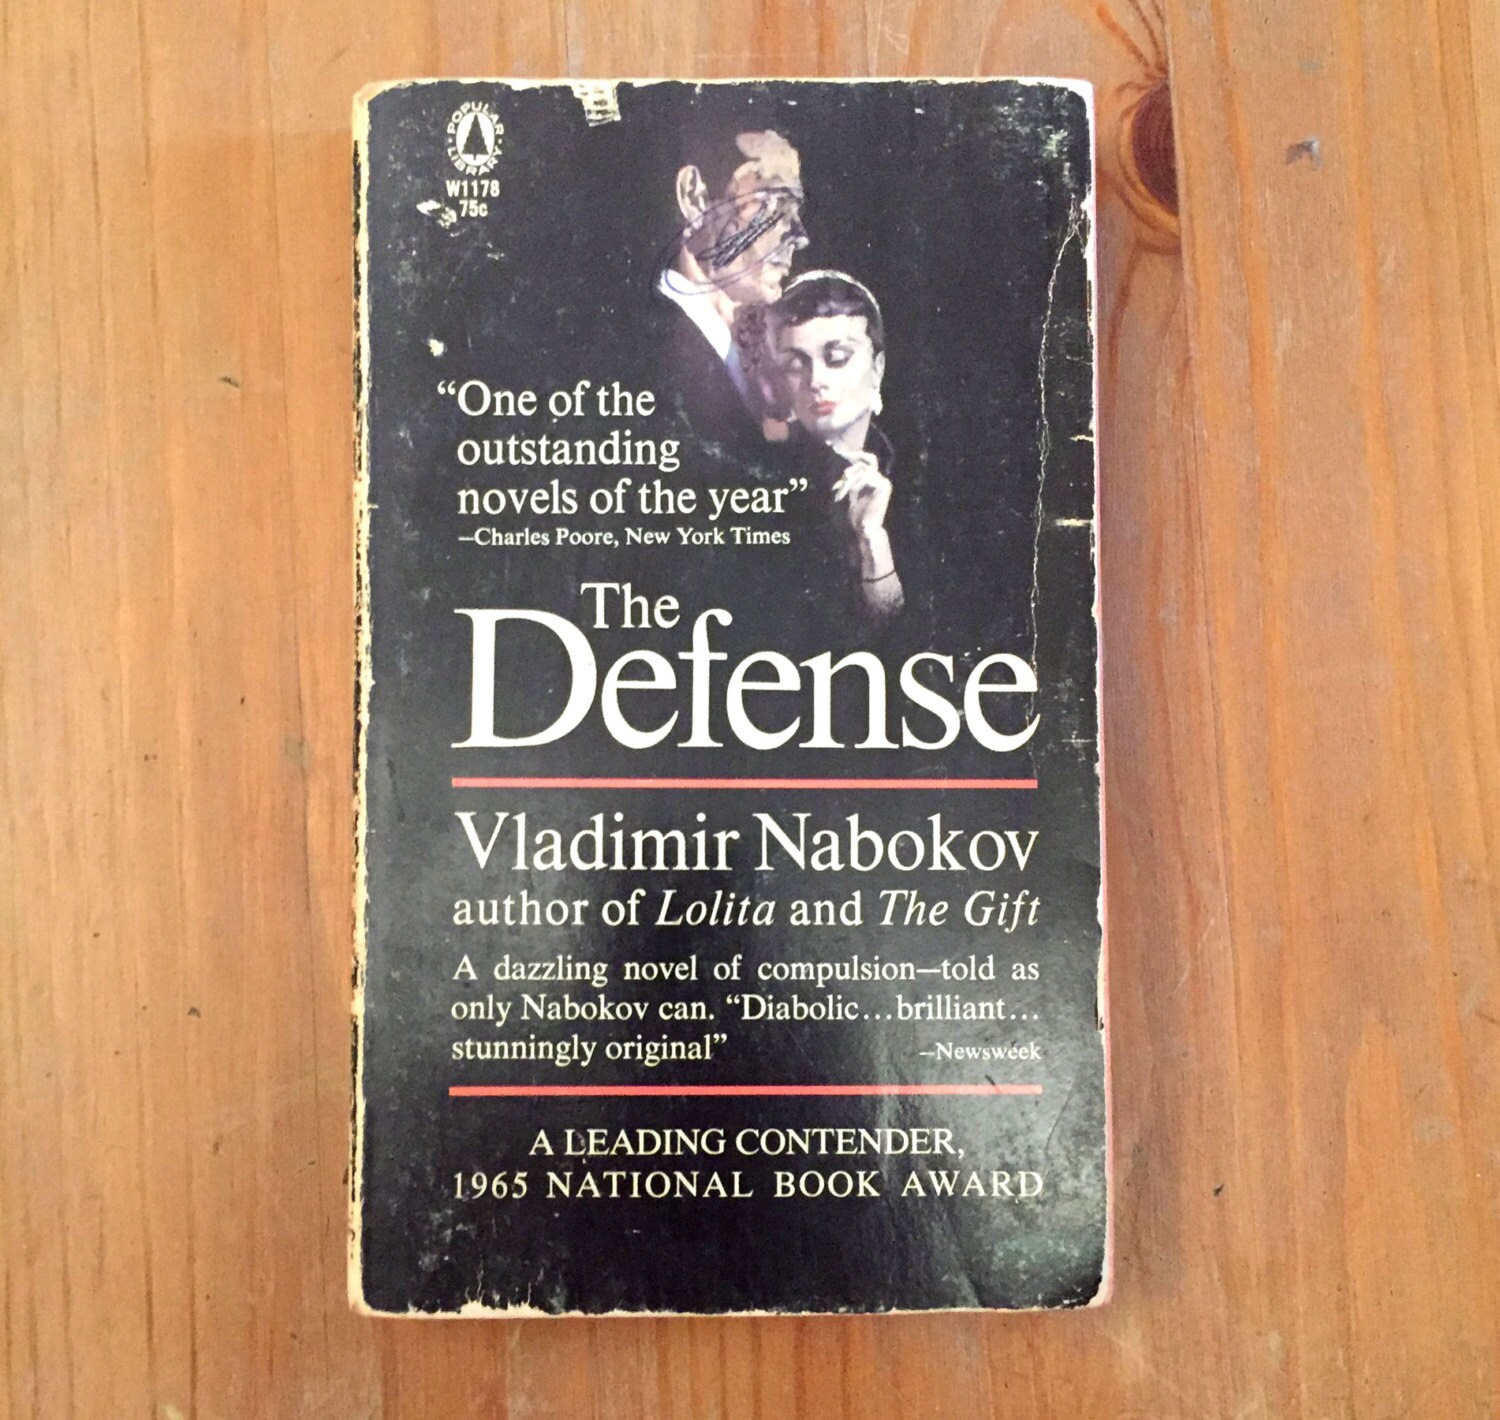 POPULAR
LIBRARY
W1178
75c
“One of the
outstanding
novels of the year”
—Charles Poore, New York Times
The
Defense
Vladimir Nabokov
author of Lolita and The Gift
A dazzling novel of compulsion—told as
only Nabokov can. “Diabolic...brilliant...
stunningly original” —Newsweek
A LEADING CONTENDER,
1965 NATIONAL BOOK AWARD